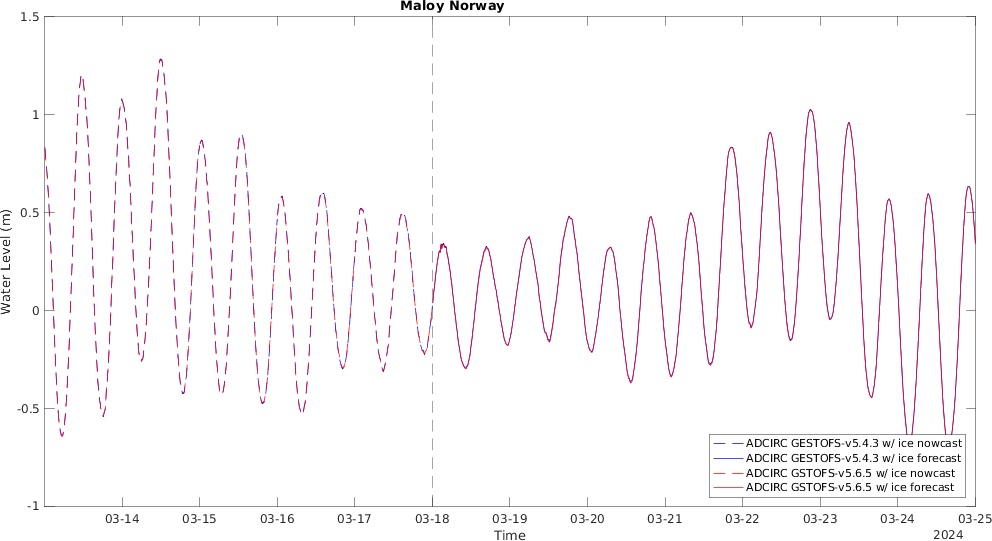 Maloy Norway
Water Level (m)
1.5
1
0.5
0
-0.5
-1
ADCIRC GESTOFS-v5.4.3 w/ ice nowcast
ADCIRC GESTOFS-v5.4.3 w/ ice forecast
ADCIRC GSTOFS-v5.6.5 w/ ice nowcast
ADCIRC GSTOFS-v5.6.5 w/ ice forecast
03-14 03-15 03-16 03-17 03-18 03-19 03-20 03-21 03-22 03-23 03-24 03-25
Time
2024